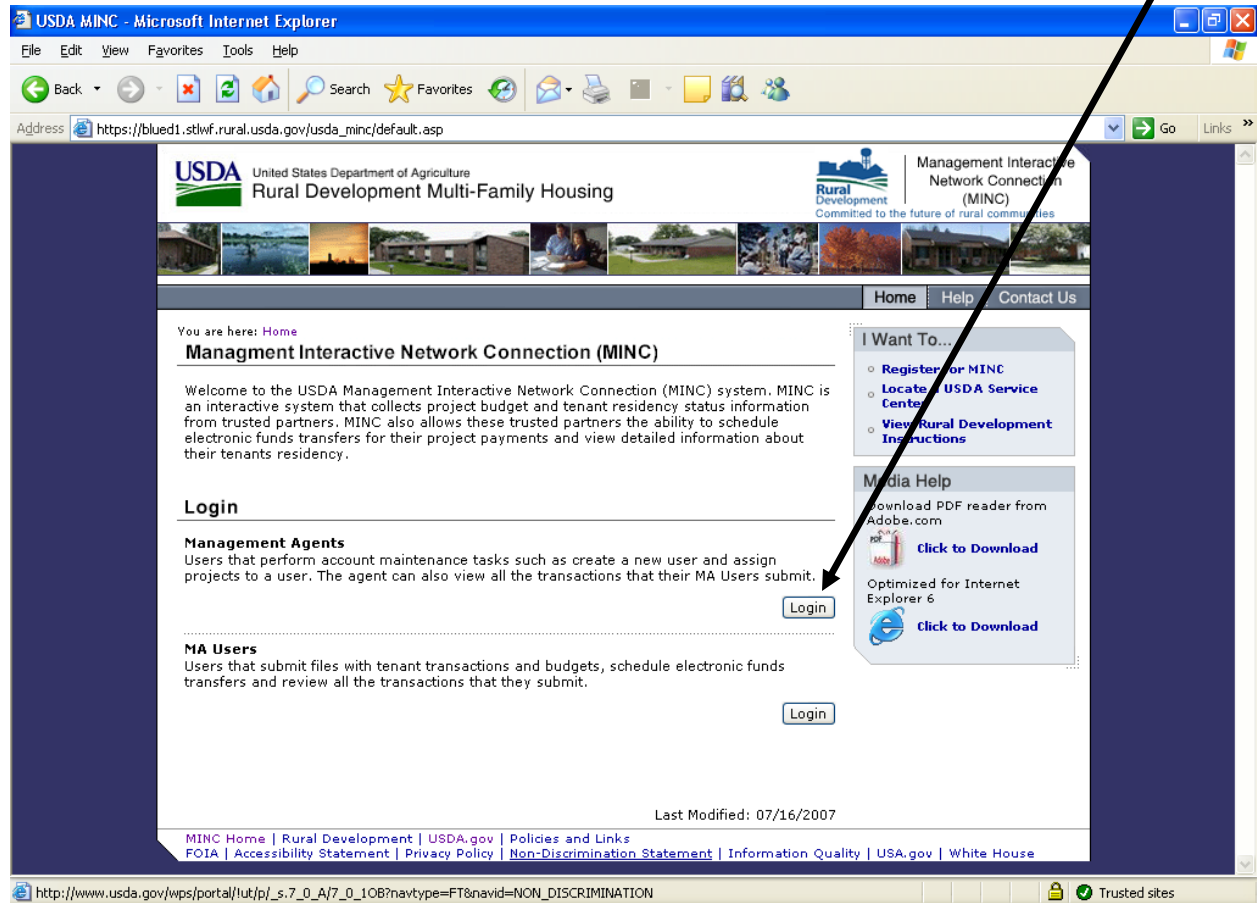 USDA MINC - Microsoft Internet Explorer
File Edit View Favorites Tools Help
Back Search Favorites
Address https://blued1.stlwf.rural.usda.gov/usda_minc/default.asp Go Links »
USDA United States Department of Agriculture
Rural Development Multi-Family Housing
Rural
Development
Committed to the future of rural communities
Management Interactive
Network Connection
(MINC)
Home Help Contact Us
You are here: Home
Managment Interactive Network Connection (MINC)
Welcome to the USDA Management Interactive Network Connection (MINC) system. MINC is
an interactive system that collects project budget and tenant residency status information
from trusted partners. MINC also allows these trusted partners the ability to schedule
electronic funds transfers for their project payments and view detailed information about
their tenants residency.
Login
Management Agents
Users that perform account maintenance tasks such as create a new user and assign
projects to a user. The agent can also view all the transactions that their MA Users submit.
Login
MA Users
Users that submit files with tenant transactions and budgets, schedule electronic funds
transfers and review all the transactions that they submit.
Login
I Want To...
Register for MINC
Locate a USDA Service
Center
View Rural Development
Instructions
Media Help
Download PDF reader from
Adobe.com
PDF
Adobe
Click to Download
Optimized for Internet
Explorer 6
Click to Download
Last Modified: 07/16/2007
MINC Home | Rural Development | USDA.gov | Policies and Links
FOIA | Accessibility Statement | Privacy Policy | Non-Discrimination Statement | Information Quality | USA.gov | White House
http://www.usda.gov/wps/portal/!ut/p/_s.7_0_A/7_0_1OB?navtype=FT&navid=NON_DISCRIMINATION Trusted sites